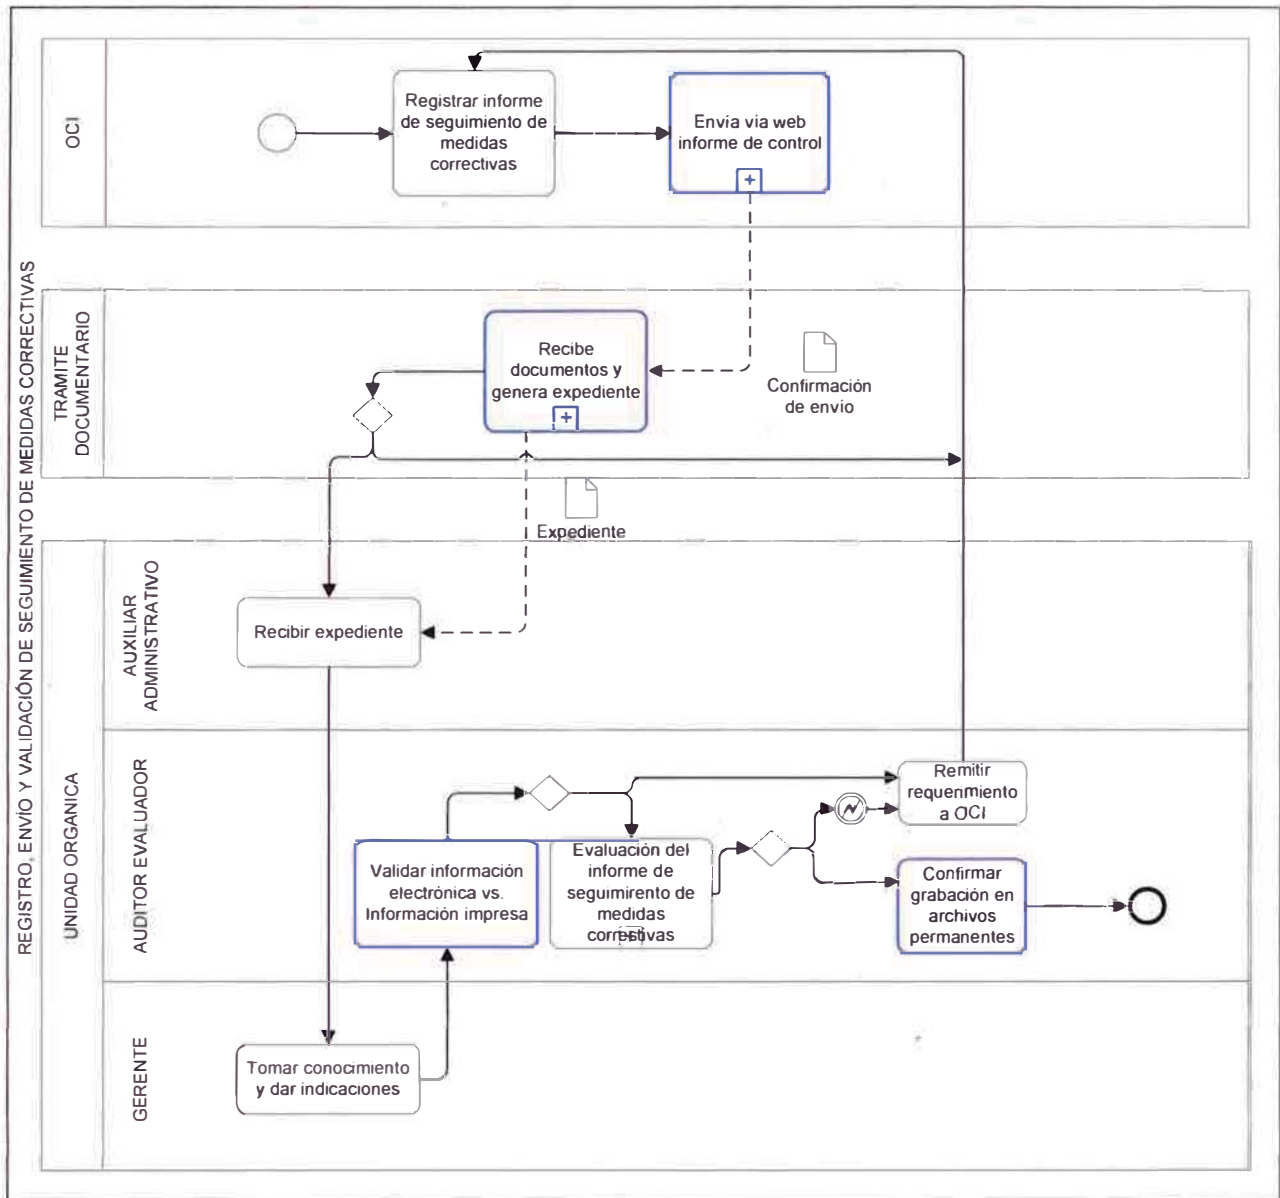 REGISTRO, ENVÍO Y VALIDACIÓN DE SEGUIMIENTO DE MEDIDAS CORRECTIVAS
OCI
Registrar informe
de seguimiento de
medidas
correctivas
Envia via web
informe de control
TRAMITE
DOCUMENTARIO
Recibe
documentos y
genera expediente
Confirmación
de envio
Expediente
UNIDAD ORGANICA
AUXILIAR
ADMINISTRATIVO
Recibir expediente
AUDITOR EVALUADOR
Remitir
requerimiento
a OCI
Validar información
electrónica vs.
Información impresa
Evaluación del
informe de
seguimirento de
medidas
correctivas
Confirmar
grabación en
archivos
permanentes
GERENTE
Tomar conocimiento
y dar indicaciones